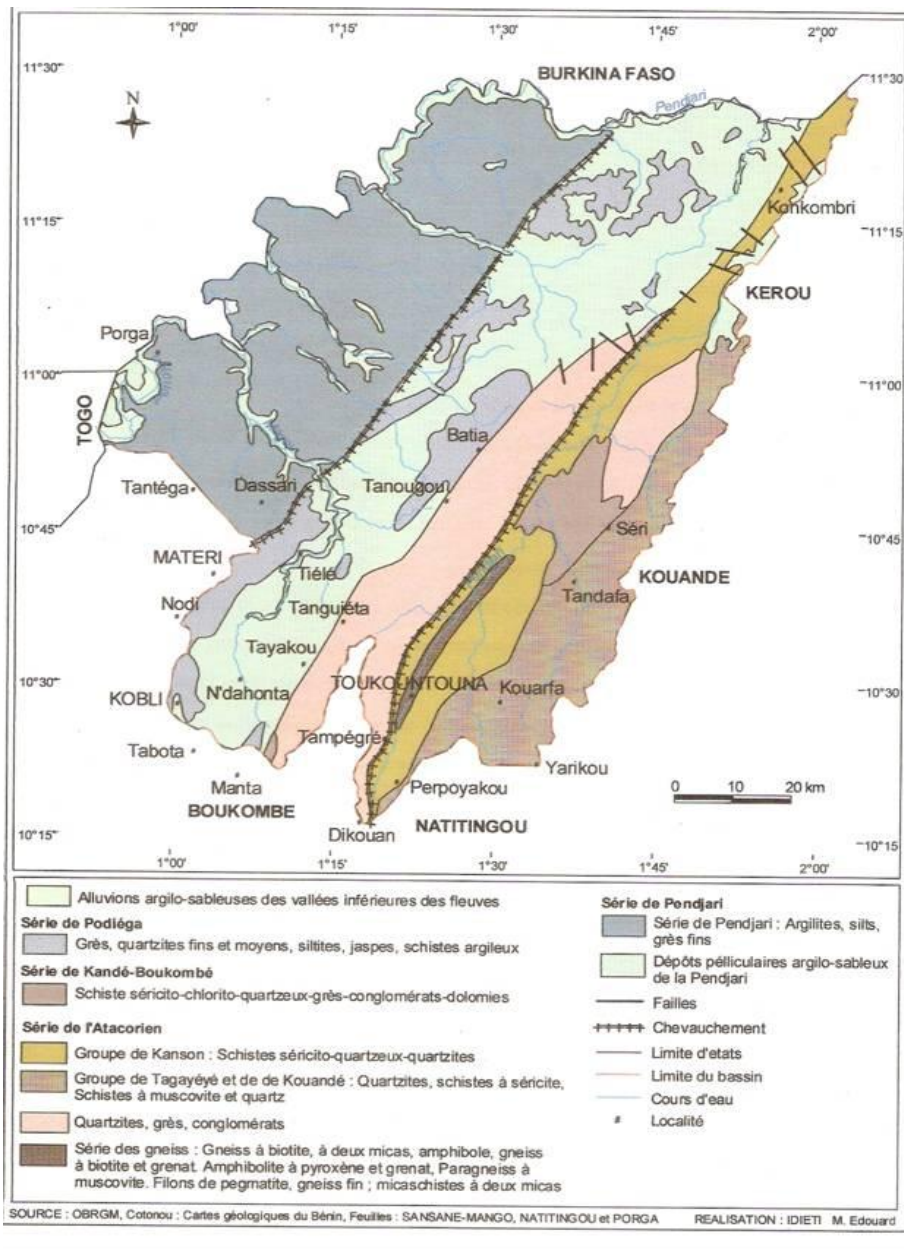 1°00'
1°15'
1°30'
1°45'
2°00'
11°30
BURKINA FASO
11°30'
N
Pendjari
Kohkombri
11°15'
11°15'
KEROU
Porga
11°00
11°00'
TOGO
Batia
Tantéga
Dassari
Tanougou
10°45'
Séri
10°45
MATERI
Tiélé
KOUANDE
Tandafa
Nodi
Tanguiéta
Tayakou
10°30
TOUKOUNTOUNA
Kouarfa
10°30'
N'dahonta
KOBLI
Tampégré
Tabota
Yarikou
Manta
Perpoyakou
0 10 20 km
BOUKOMBE
10°15'
Dikouan
NATITINGOU
10°15'
1°00'
1°15'
1°30'
1°45'
2°00'
Alluvions argilo-sableuses des vallées inférieures des fleuves
Série de Podiéga
Grès, quartzites fins et moyens, siltites, jaspes, schistes argileux
Série de Kandé-Boukombé
Schiste séricito-chlorito-quartzeux-grès-conglomérats-dolomies
Série de l'Atacorien
Groupe de Kanson : Schistes séricito-quartzeux-quartzites
Groupe de Tagayéyé et de de Kouandé : Quartzites, schistes à séricite,
Schistes à muscovite et quartz
Quartzites, grès, conglomérats
Série des gneiss : Gneiss à biotite, à deux micas, amphibole, gneiss
à biotite et grenat. Amphibolite à pyroxène et grenat, Paragneiss à
muscovite. Filons de pegmatite, gneiss fin ; micaschistes à deux micas
Série de Pendjari
Série de Pendjari : Argilites, silts,
grès fins
Dépôts pélliculaires argilo-sableux
de la Pendjari
Failles
Chevauchement
Limite d'etats
Limite du bassin
Cours d'eau
Localité
SOURCE : OBRGM, Cotonou : Cartes géologiques du Bénin, Feuilles : SANSANE-MANGO, NATITINGOU et PORGA
REALISATION : IDIETI M. Edouard